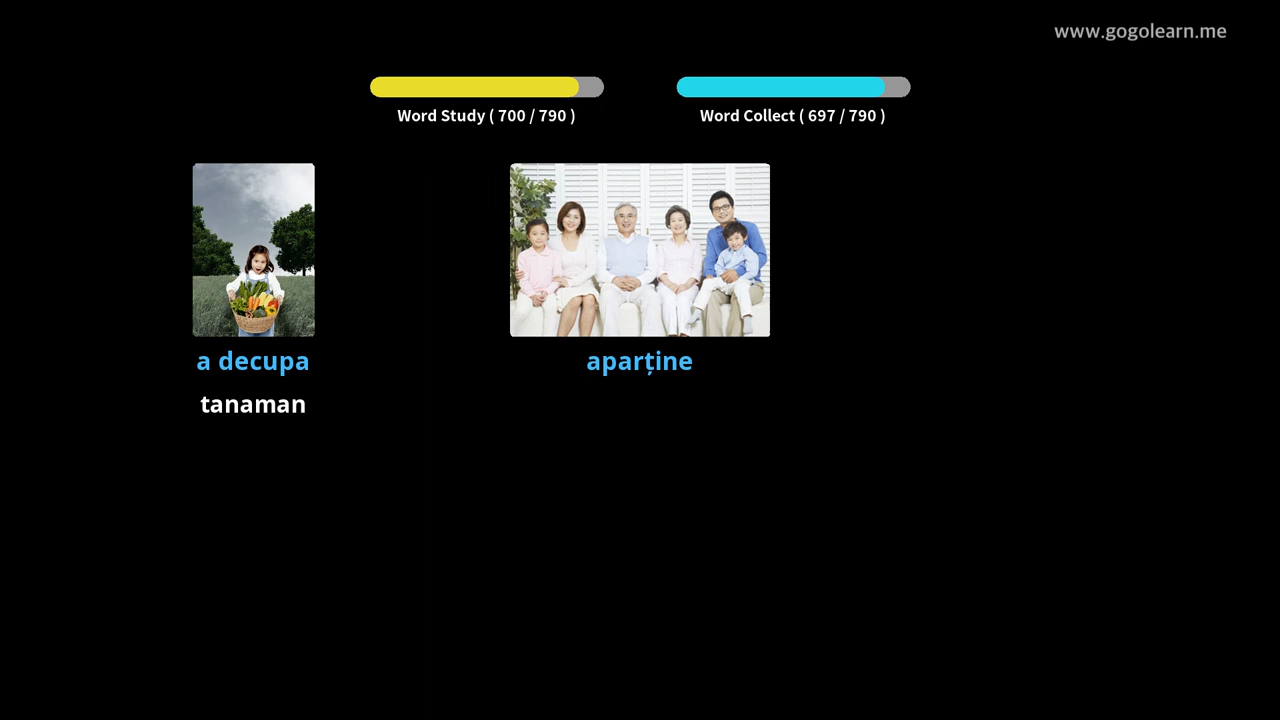 www.gogolearn.me
Word Study ( 700 / 790 )
Word Collect ( 697 / 790 )
a decupa
aparține
tanaman